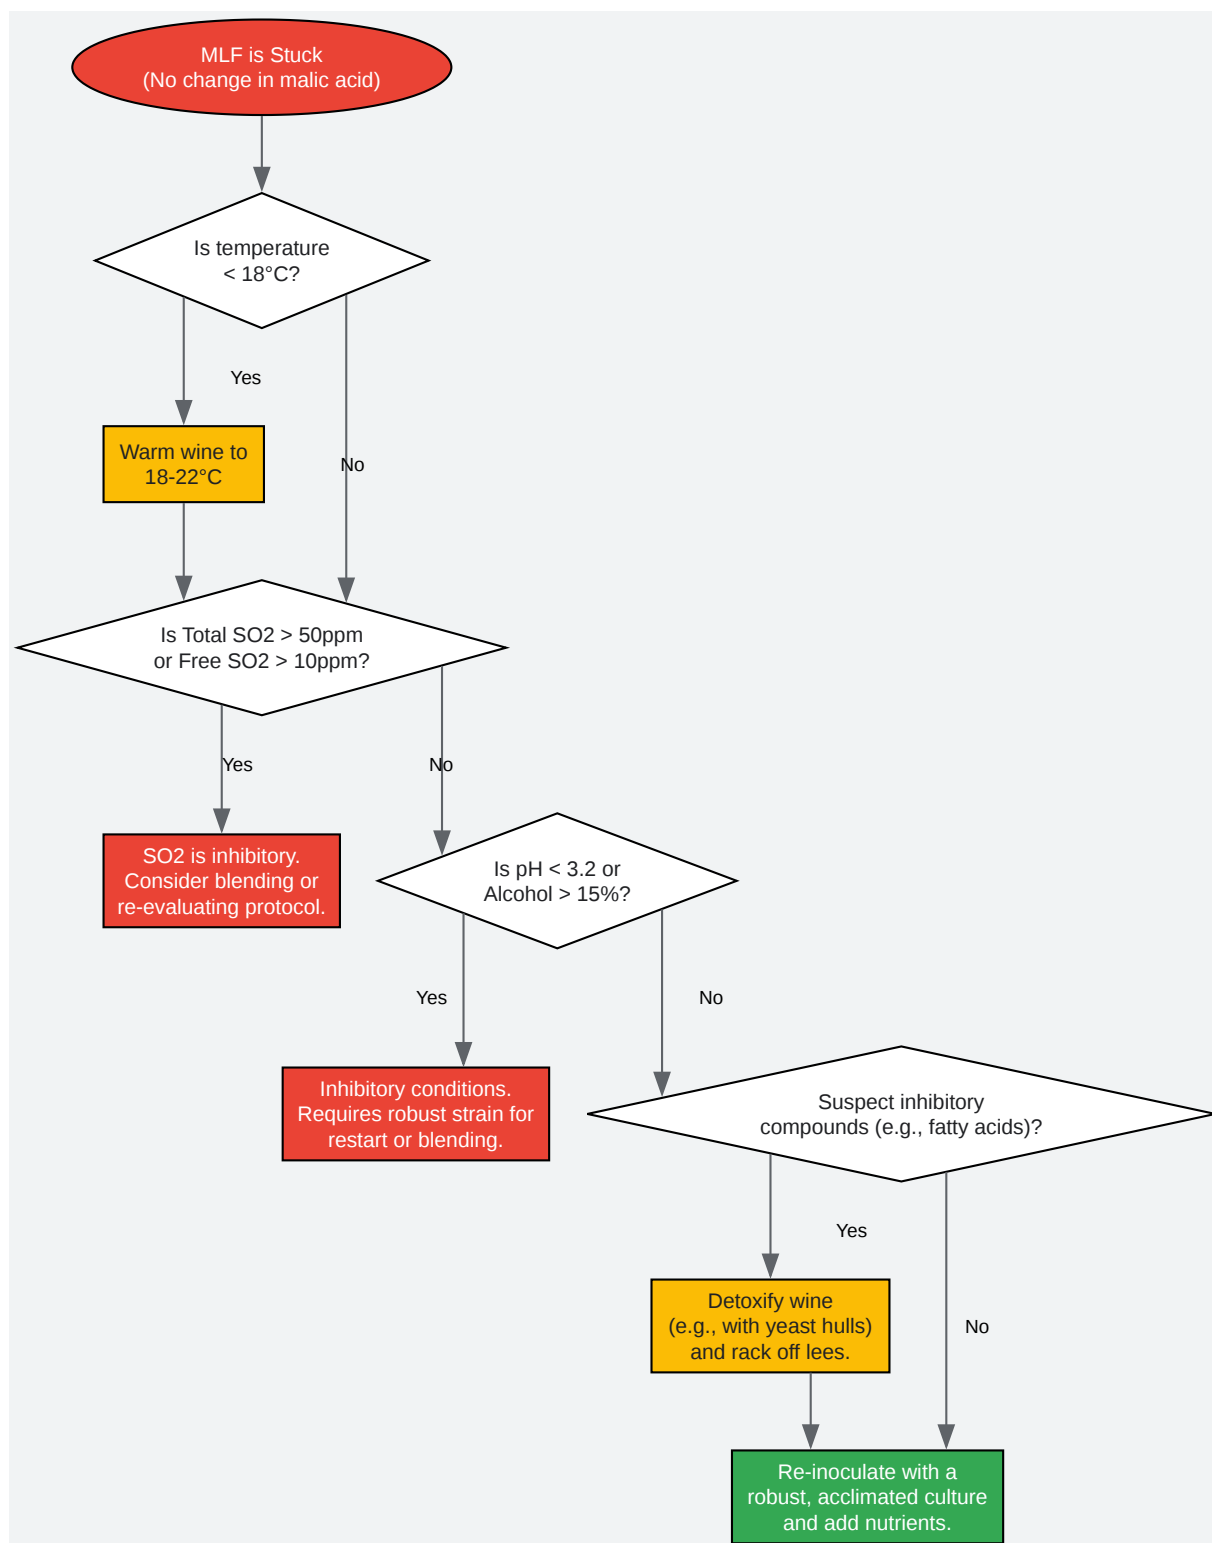 MLF is Stuck
(No change in malic acid)
Is temperature
< 18°C?
Yes
Warm wine to
18-22°C
No
Is Total SO2 > 50ppm
or Free SO2 > 10ppm?
Yes
No
SO2 is inhibitory.
Consider blending or
re-evaluating protocol.
Is pH < 3.2 or
Alcohol > 15%?
Yes
No
Inhibitory conditions.
Requires robust strain for
restart or blending.
Suspect inhibitory
compounds (e.g., fatty acids)?
Yes
Detoxify wine
(e.g., with yeast hulls)
and rack off lees.
No
Re-inoculate with a
robust, acclimated culture
and add nutrients.